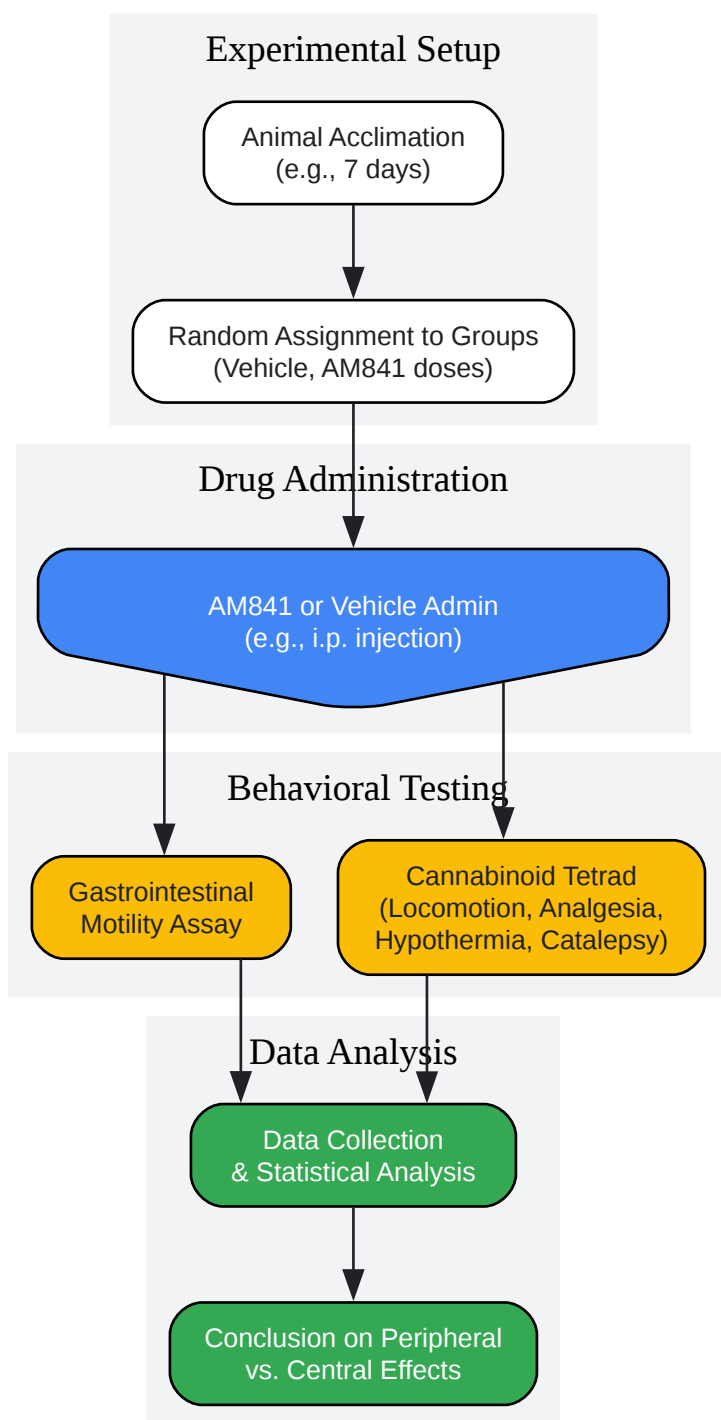 Experimental Setup
Animal Acclimation
(e.g., 7 days)
Random Assignment to Groups
(Vehicle, AM841 doses)
Drug Administration
AM841 or Vehicle Admin
(e.g., i.p. injection)
Behavioral Testing
Gastrointestinal
Motility Assay
Cannabinoid Tetrad
(Locomotion, Analgesia,
Hypothermia, Catalepsy)
Data Analysis
Data Collection
& Statistical Analysis
Conclusion on Peripheral
vs. Central Effects